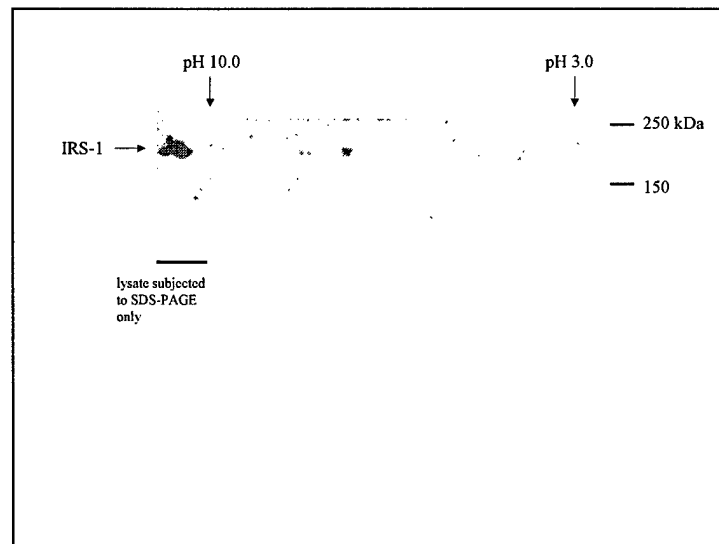 pH 10.0
pH 3.0
250 kDa
IRS-1
150
lysate subjected
to SDS-PAGE
only